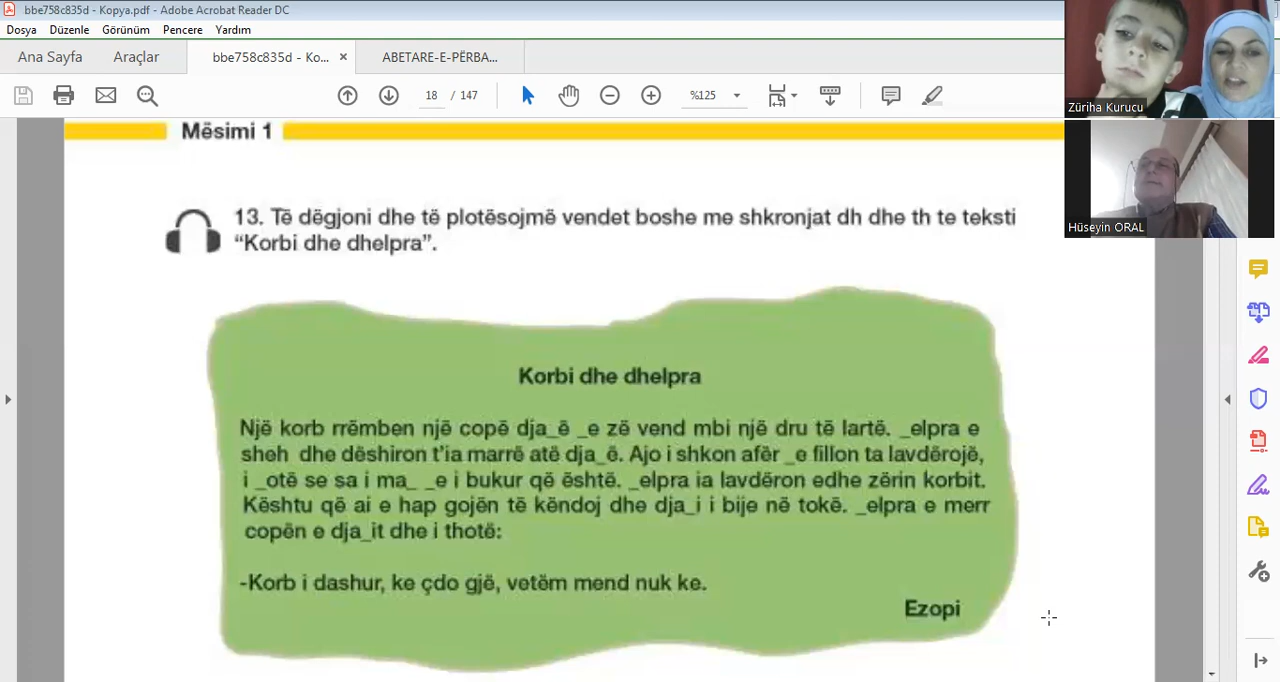 bbe758c835d - Kopya.pdf - Adobe Acrobat Reader DC
Dosya Düzenle Görünüm Pencere Yardım
Ana Sayfa Araçlar bbe758c835d - Ko... × ABETARE-E-PËRBA...
18 / 147 %125
Mësimi 1
13. Të dëgjoni dhe të plotësojmë vendet boshe me shkronjat dh dhe th te teksti
“Korbi dhe dhelpra”.
Korbi dhe dhelpra
Një korb rrëmben një copë dja_ë _e zë vend mbi një dru të lartë. _elpra e
sheh dhe dëshiron t’ia marrë atë dja_ë. Ajo i shkon afër _e fillon ta lavdërojë,
i _otë se sa i ma_ _e i bukur që është. _elpra ia lavdëron edhe zërin korbit.
Kështu që ai e hap gojën të këndoj dhe dja_i i bije në tokë. _elpra e merr
copën e dja_it dhe i thotë:
-Korb i dashur, ke çdo gjë, vetëm mend nuk ke.
Ezopi
Züriha Kurucu
Hüseyin ORAL